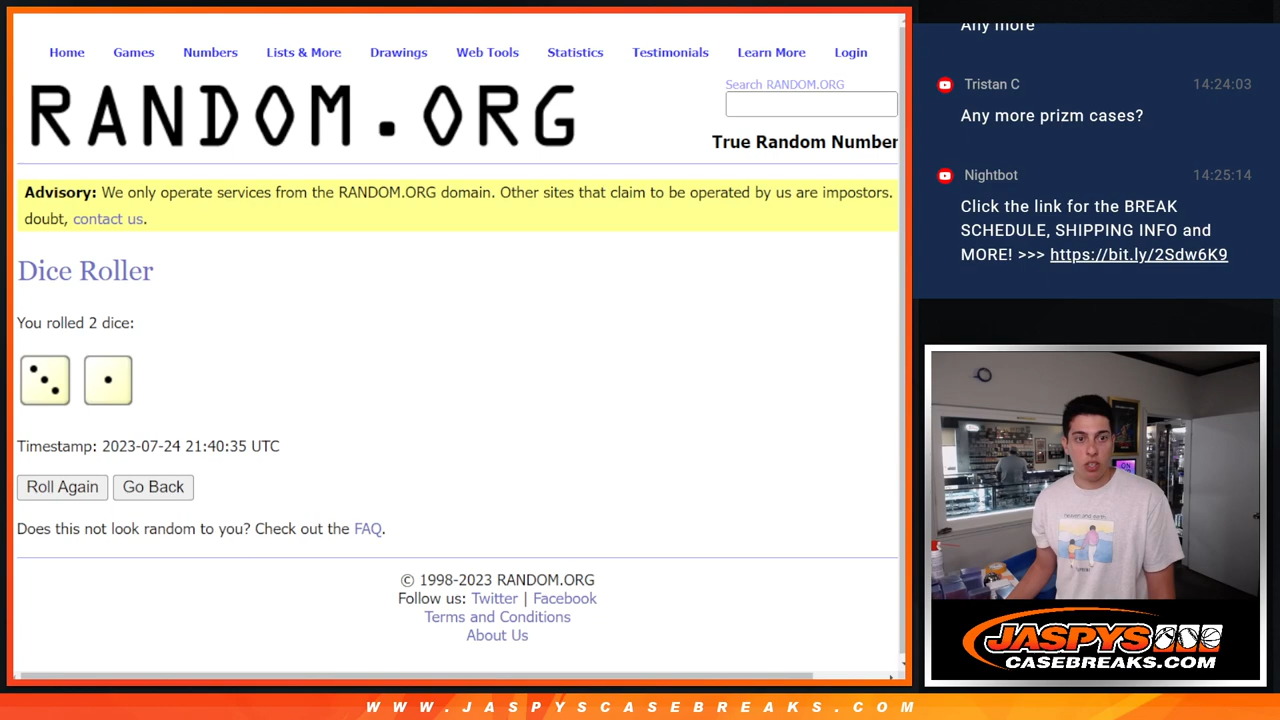 Home Games Numbers Lists & More Drawings Web Tools Statistics Testimonials Learn More Login
Search RANDOM.ORG
RANDOM.ORG
True Random Number
Advisory: We only operate services from the RANDOM.ORG domain. Other sites that claim to be operated by us are impostors.
doubt, contact us.
Dice Roller
You rolled 2 dice:
Timestamp: 2023-07-24 21:40:35 UTC
Roll Again Go Back
Does this not look random to you? Check out the FAQ.
© 1998-2023 RANDOM.ORG
Follow us: Twitter | Facebook
Terms and Conditions
About Us
Any more
Tristan C 14:24:03
Any more prizm cases?
Nightbot 14:25:14
Click the link for the BREAK
SCHEDULE, SHIPPING INFO and
MORE! >>> https://bit.ly/2Sdw6K9
JASPYS
CASEBREAKS.COM
WWW.JASPYSCASEBREAKS.COM